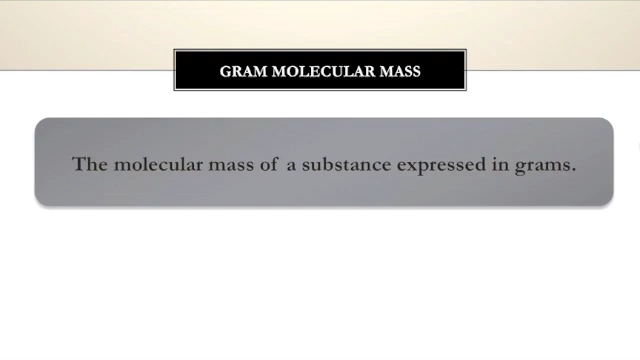 GRAM MOLECULAR MASS
The molecular mass of a substance expressed in grams.